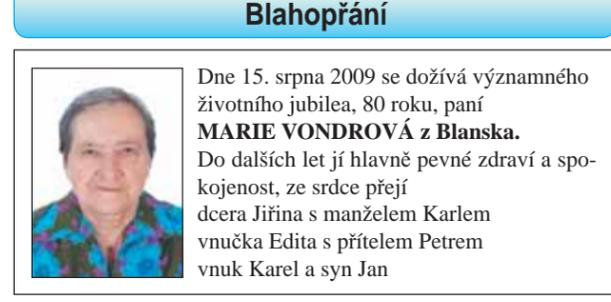 Blahopřání
Dne 15. srpna 2009 se dožívá významného
životního jubilea, 80 roku, paní
MARIE VONDROVÁ z Blanska.
Do dalších let jí hlavně pevné zdraví a spo-
kojenost, ze srdce přejí
dcera Jiřina s manželem Karlem
vnučka Edita s přítelem Petrem
vnuk Karel a syn Jan